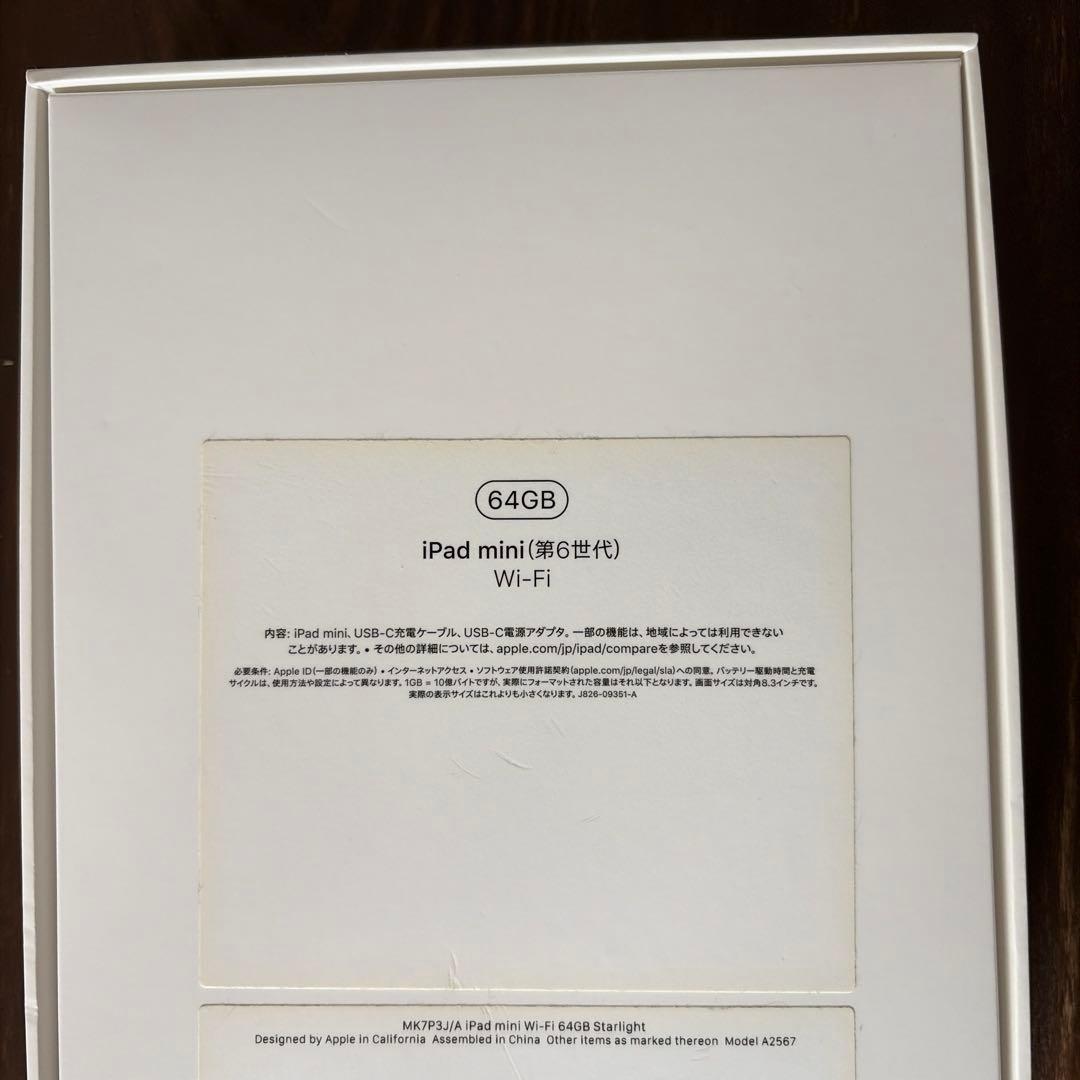 64GB
iPad mini(第6世代)
Wi-Fi
内容: iPad mini、USB-C充電ケーブル、USB-C電源アダプタ。一部の機能は、地域によっては利用できない
ことがあります。• その他の詳細については、apple.com/jp/ipad/compareを参照してください。
必要条件: Apple ID(一部の機能のみ) • インターネットアクセス • ソフトウェア使用許諾契約(apple.com/jp/legal/sla)への同意。バッテリー駆動時間と充電
サイクルは、使用方法や設定によって異なります。1GB = 10億バイトですが、実際にフォーマットされた容量はそれ以下となります。画面サイズは対角8.3インチです。
実際の表示サイズはこれよりも小さくなります。J826-09351-A
MK7P3J/A iPad mini Wi-Fi 64GB Starlight
Designed by Apple in California Assembled in China Other items as marked thereon Model A2567